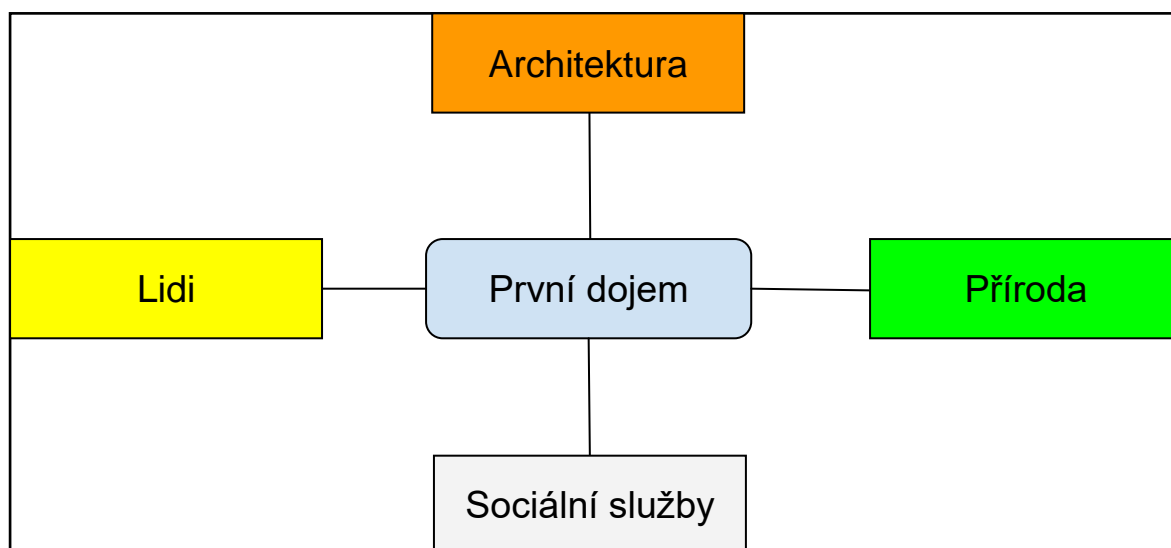 Architektura
Lidi
První dojem
Příroda
Sociální služby